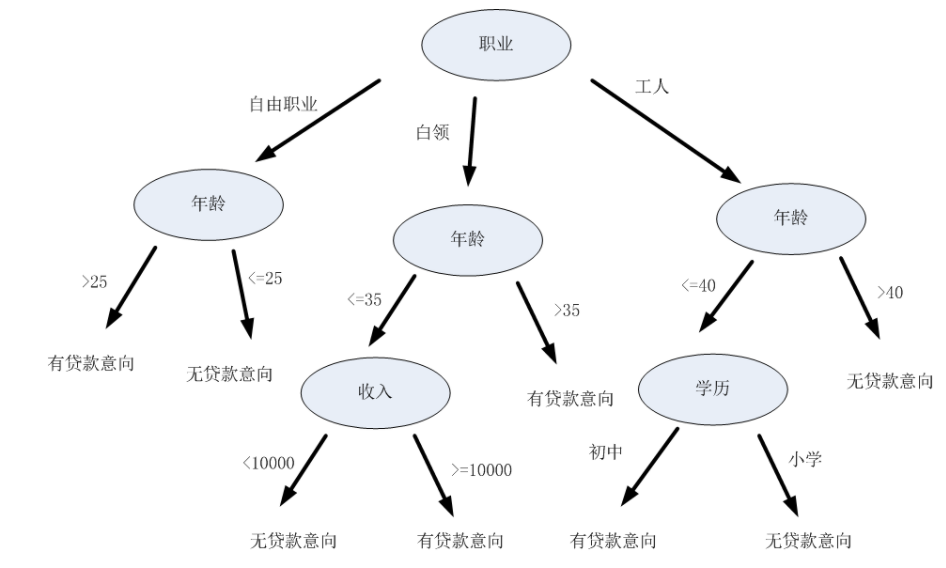 职业
自由职业
白领
工人
年龄
年龄
年龄
>25
<=25
<=35
>35
<=40
>40
有贷款意向
无贷款意向
收入
有贷款意向
学历
无贷款意向
<10000
>=10000
初中
小学
无贷款意向
有贷款意向
有贷款意向
无贷款意向